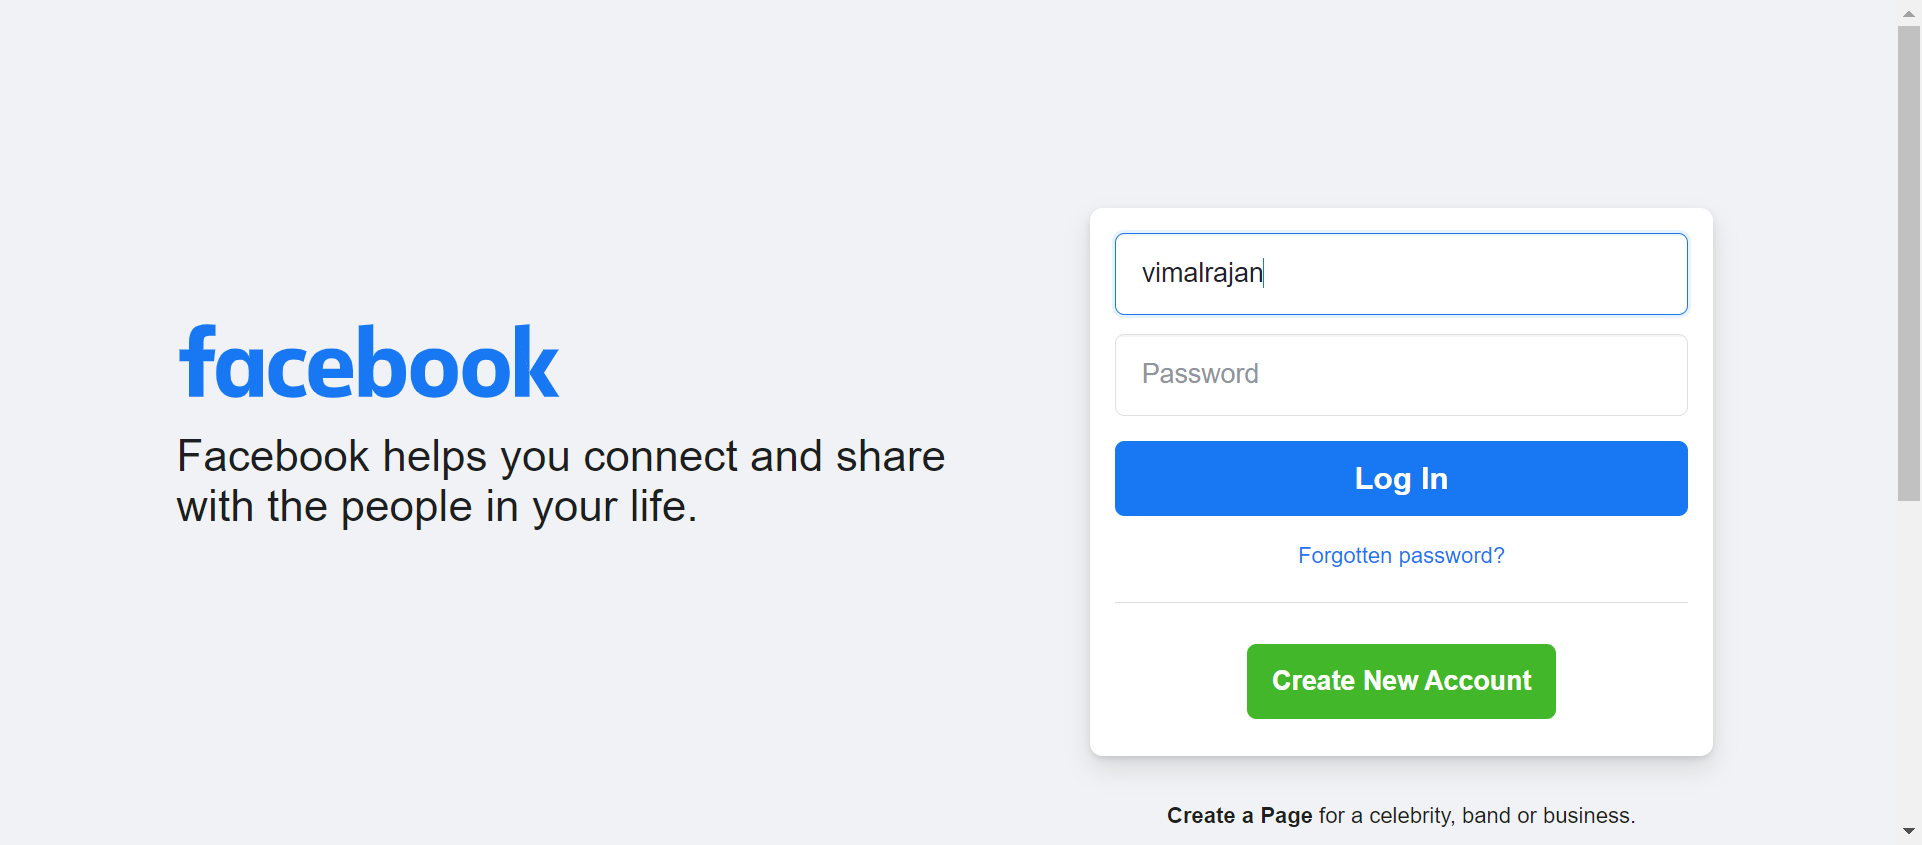 facebook
Facebook helps you connect and share
with the people in your life.
vimalrajan
Password
Log In
Forgotten password?
Create New Account
Create a Page for a celebrity, band or business.